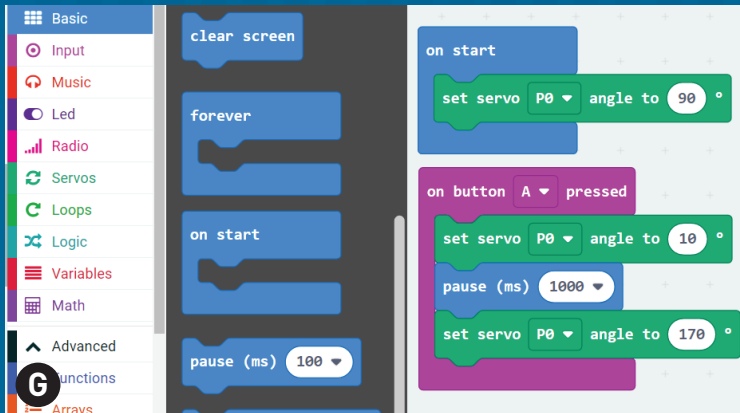 Basic
Input
Music
Led
Radio
Servos
Loops
Logic
Variables
Math
Advanced
unctions
Arrays
G
clear screen
forever
on start
pause (ms) 100
on start
set servo P0 angle to 90 °
on button A pressed
set servo P0 angle to 10 °
pause (ms) 1000
set servo P0 angle to 170 °